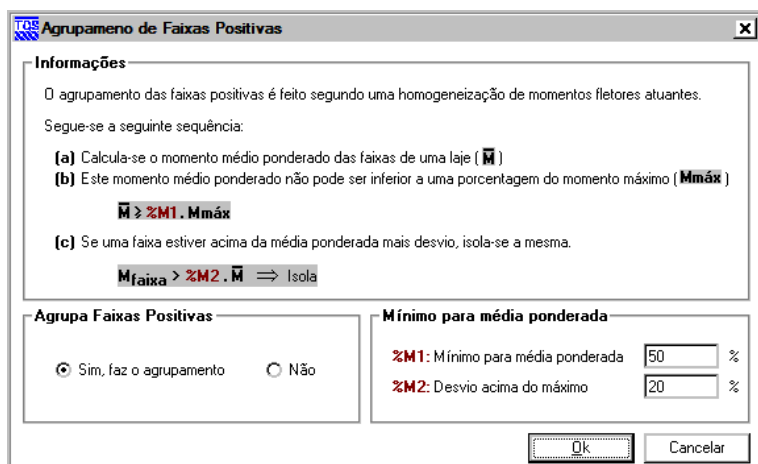 TQS Agrupameno de Faixas Positivas
Informações
O agrupamento das faixas positivas é feito segundo uma homogeneização de momentos fletores atuantes.
Segue-se a seguinte sequência:
(a) Calcula-se o momento médio ponderado das faixas de uma laje ( M̅ )
(b) Este momento médio ponderado não pode ser inferior a uma porcentagem do momento máximo ( Mmáx )
M̅ ≥ %M1 . Mmáx
(c) Se uma faixa estiver acima da média ponderada mais desvio, isola-se a mesma.
Mfaixa > %M2 . M̅ ⇒ Isola
Agrupa Faixas Positivas
Sim, faz o agrupamento
Não
Mínimo para média ponderada
%M1: Mínimo para média ponderada 50 %
%M2: Desvio acima do máximo 20 %
Ok
Cancelar